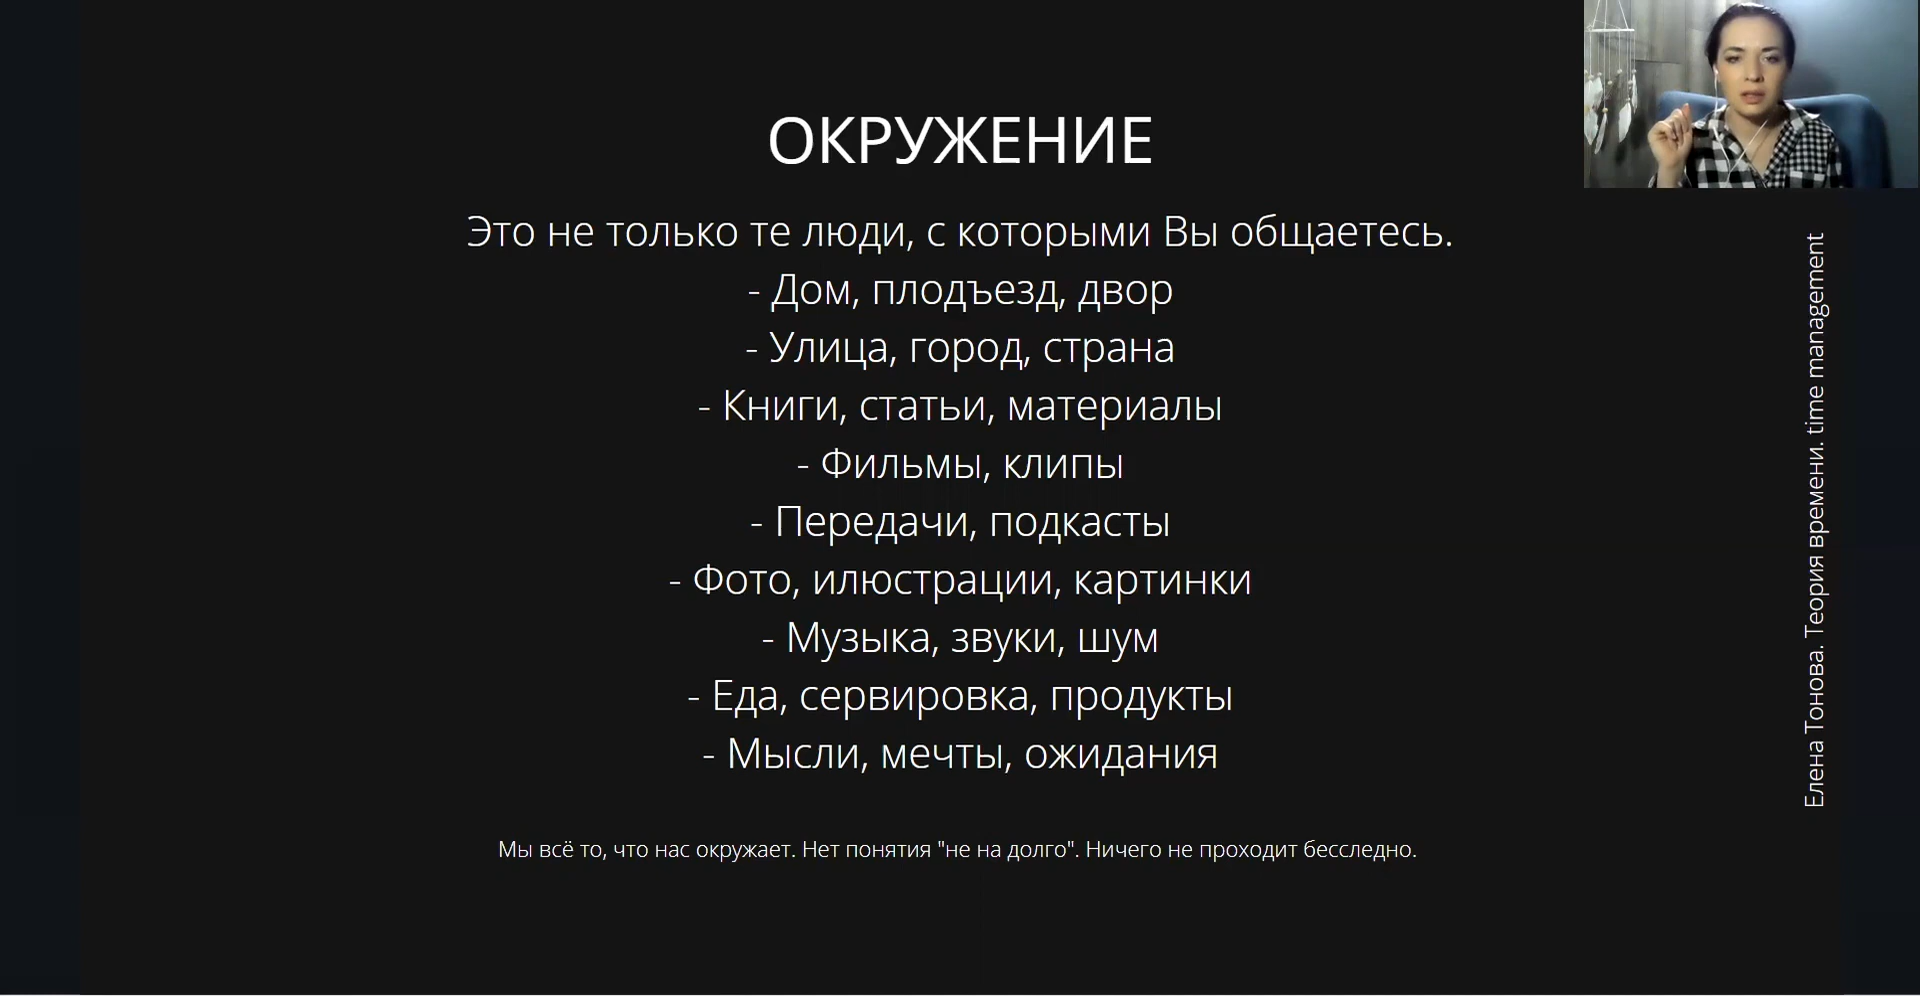 ОКРУЖЕНИЕ
Это не только те люди, с которыми Вы общаетесь.
- Дом, плодъезд, двор
- Улица, город, страна
- Книги, статьи, материалы
- Фильмы, клипы
- Передачи, подкасты
- Фото, илюстрации, картинки
- Музыка, звуки, шум
- Еда, сервировка, продукты
- Мысли, мечты, ожидания
Мы всё то, что нас окружает. Нет понятия "не на долго". Ничего не проходит бесследно.
Елена Тонова. Теория времени. time management